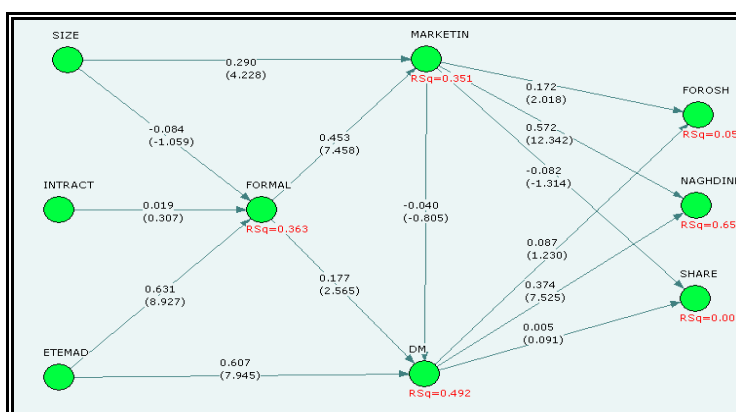 SIZE
MARKETIN
0.290
(4.228)
RSq=0.351
0.172
(2.018)
FOROSH
RSq=0.05
-0.084
(-1.059)
0.453
(7.458)
0.572
(12.342)
INTRACT
FORMAL
0.019
(0.307)
RSq=0.363
-0.082
(-1.314)
NAGHDINE
RSq=0.65
-0.040
(-0.805)
0.087
(1.230)
0.631
(8.927)
0.177
(2.565)
0.374
(7.525)
SHARE
RSq=0.00
0.005
(0.091)
ETEMAD
DM,
0.607
(7.945)
RSq=0.492